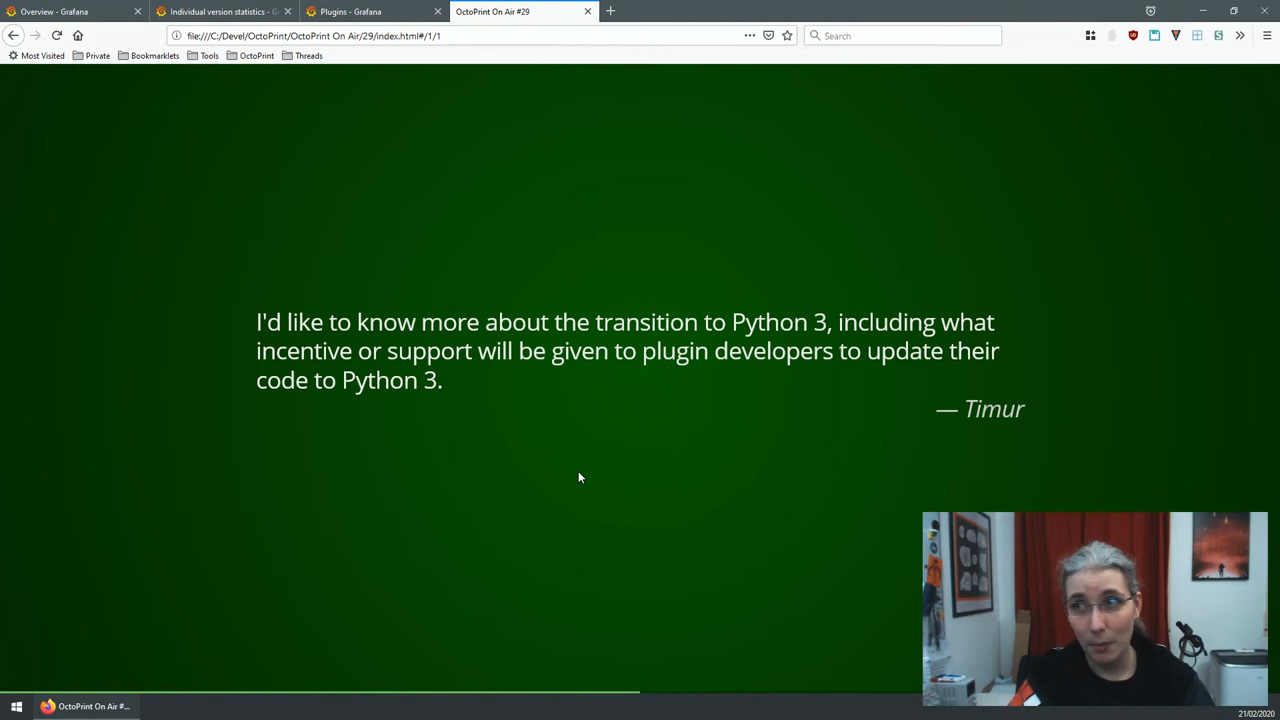 Overview - Grafana
Individual version statistics - G
Plugins - Grafana
OctoPrint On Air #29
file:///C:/Devel/OctoPrint/OctoPrint On Air/29/index.html#/1/1
Search
Most Visited
Private
Bookmarklets
Tools
OctoPrint
Threads
I'd like to know more about the transition to Python 3, including what
incentive or support will be given to plugin developers to update their
code to Python 3.
— Timur
OctoPrint On Air #...
21/02/2020